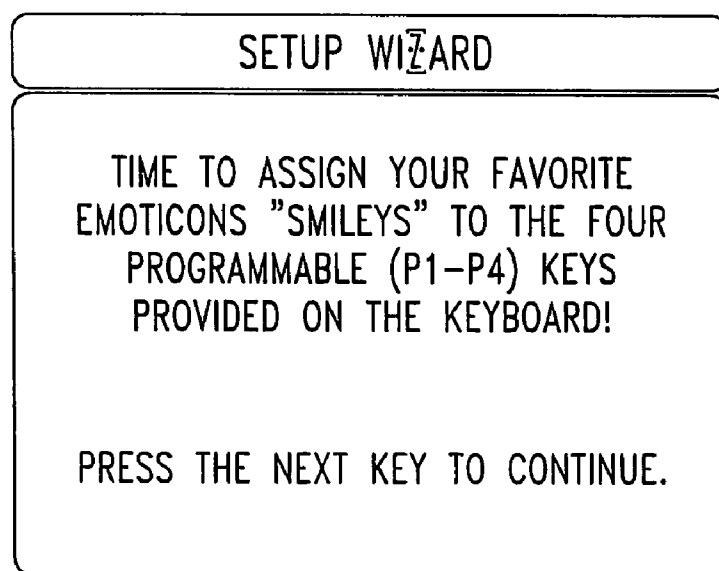 SETUP WIZARD
TIME TO ASSIGN YOUR FAVORITE
EMOTICONS "SMILEYS" TO THE FOUR
PROGRAMMABLE (P1-P4) KEYS
PROVIDED ON THE KEYBOARD!
PRESS THE NEXT KEY TO CONTINUE.